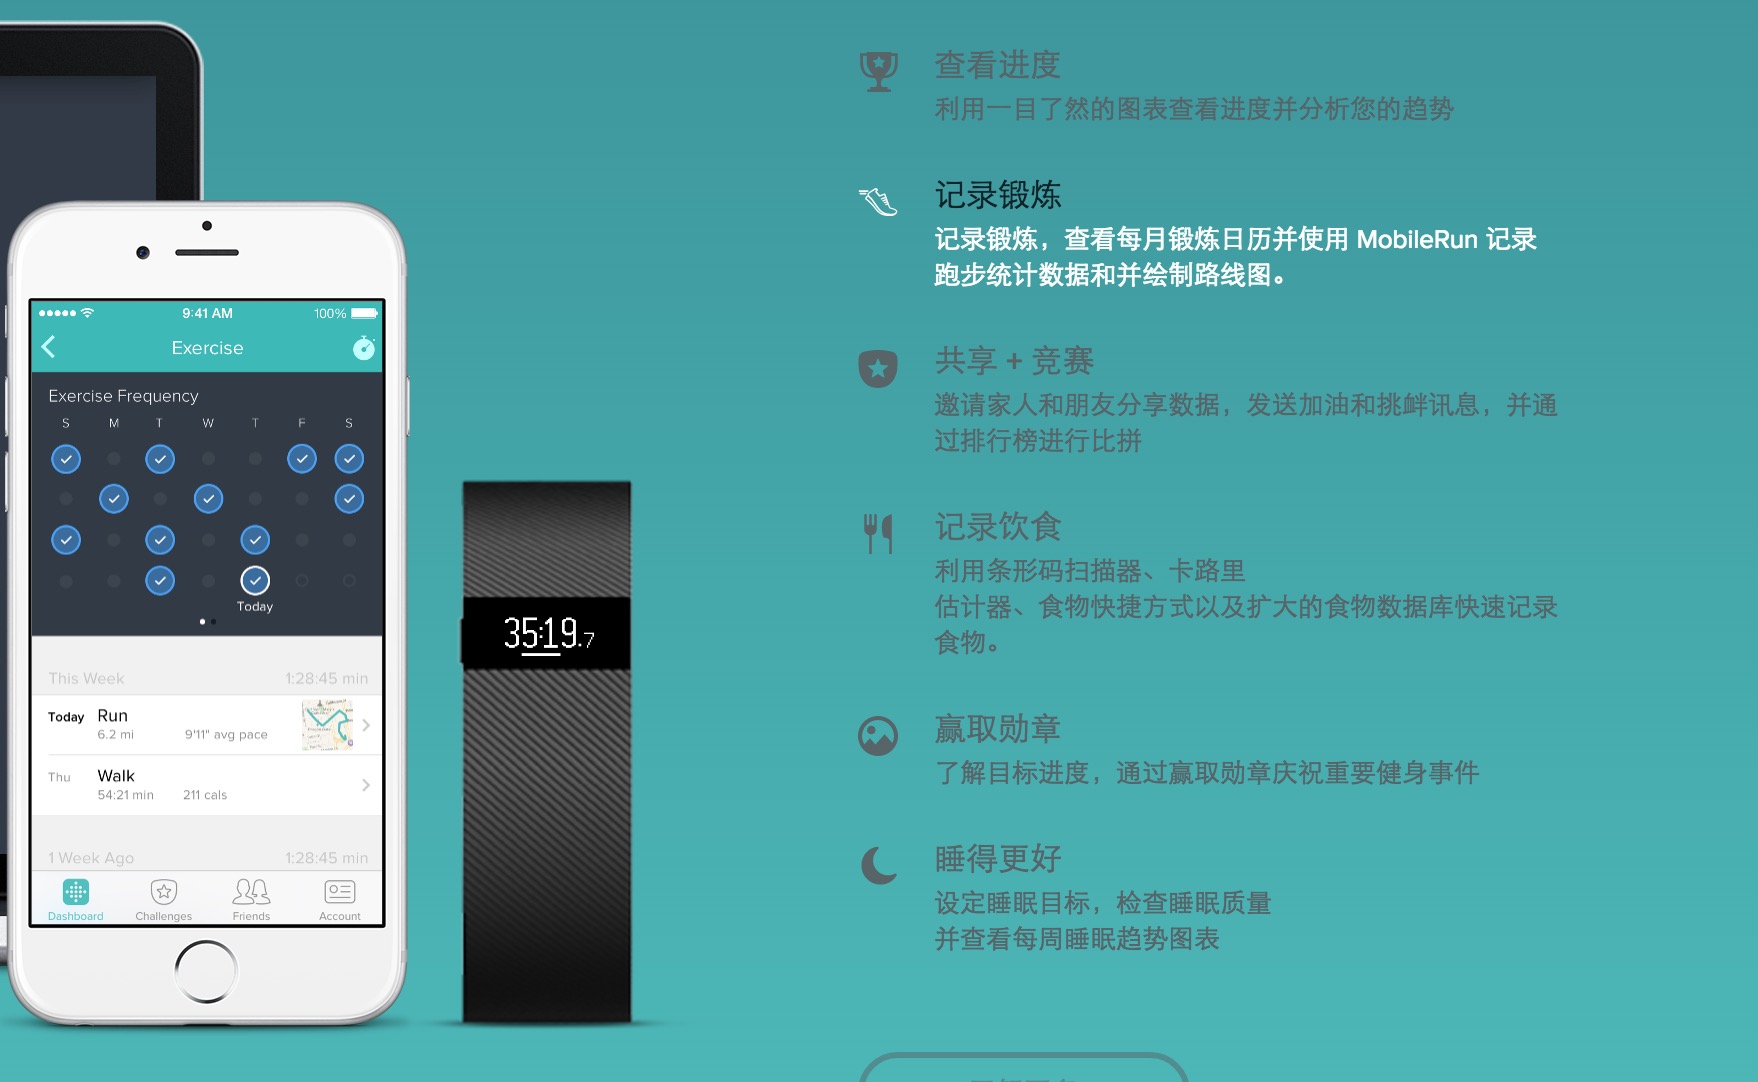 9:41 AM
100%
Exercise
Exercise Frequency
S M T W T F S
Today
This Week 1:28:45 min
Today Run
6.2 mi 9'11" avg pace
Thu Walk
54:21 min 211 cals
1 Week Ago 1:28:45 min
Dashboard Challenges Friends Account
35:19.7
查看进度
利用一目了然的图表查看进度并分析您的趋势
记录锻炼
记录锻炼，查看每月锻炼日历并使用 MobileRun 记录
跑步统计数据和并绘制路线图。
共享 + 竞赛
邀请家人和朋友分享数据，发送加油和挑衅讯息，并通
过排行榜进行比拼
记录饮食
利用条形码扫描器、卡路里
估计器、食物快捷方式以及扩大的食物数据库快速记录
食物。
赢取勋章
了解目标进度，通过赢取勋章庆祝重要健身事件
睡得更好
设定睡眠目标，检查睡眠质量
并查看每周睡眠趋势图表